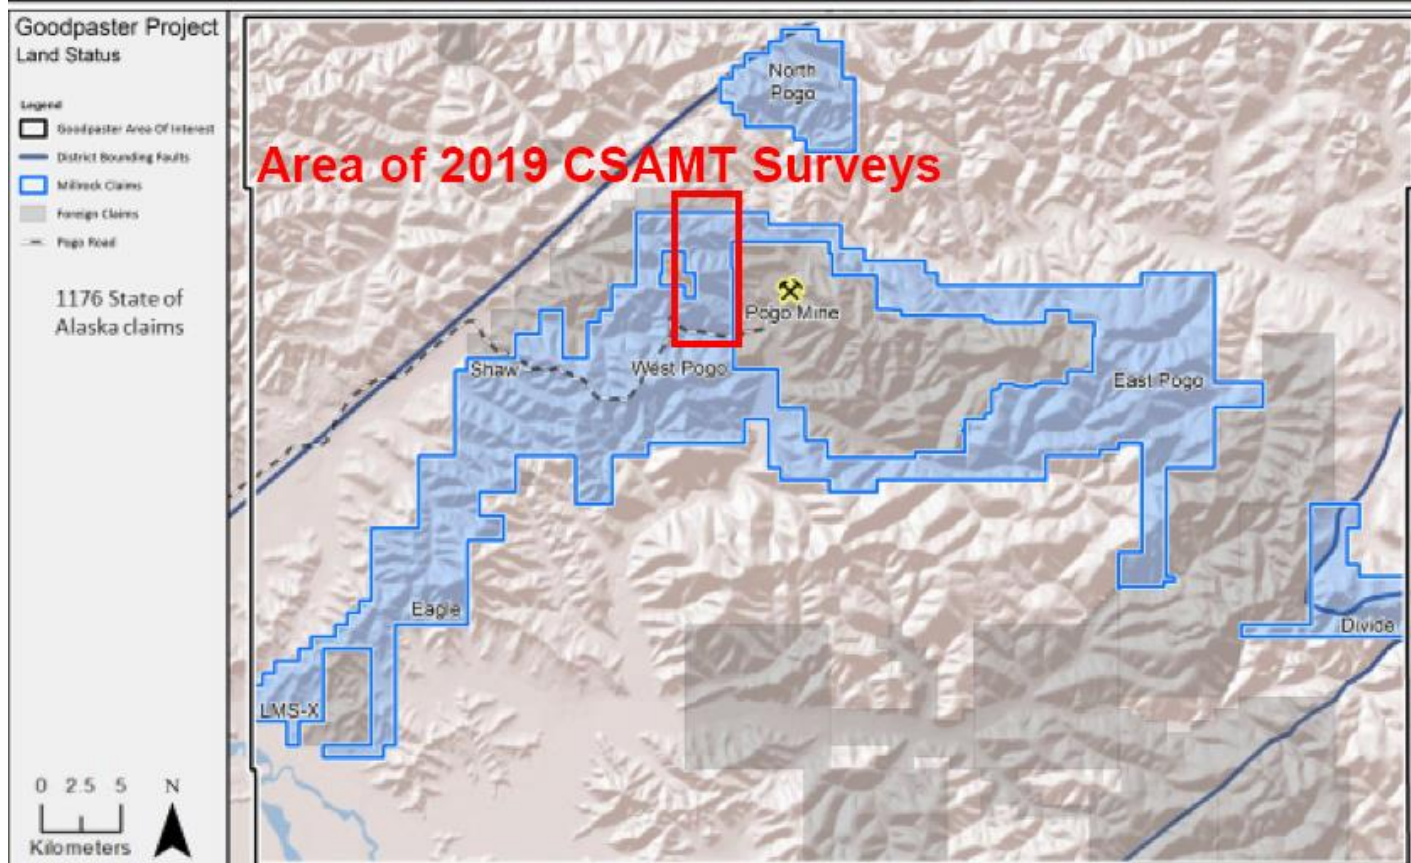 Goodpaster Project
Land Status
Legend
Goodpaster Area Of Interest
District Bounding Faults
Millrock Claims
Foreign Claims
Pogo Road
1176 State of
Alaska claims
0 2.5 5
N
Kilometers
North
Pogo
Area of 2019 CSAMT Surveys
Pogo Mine
Shaw
West Pogo
East Pogo
Eagle
Divide
LMS-X